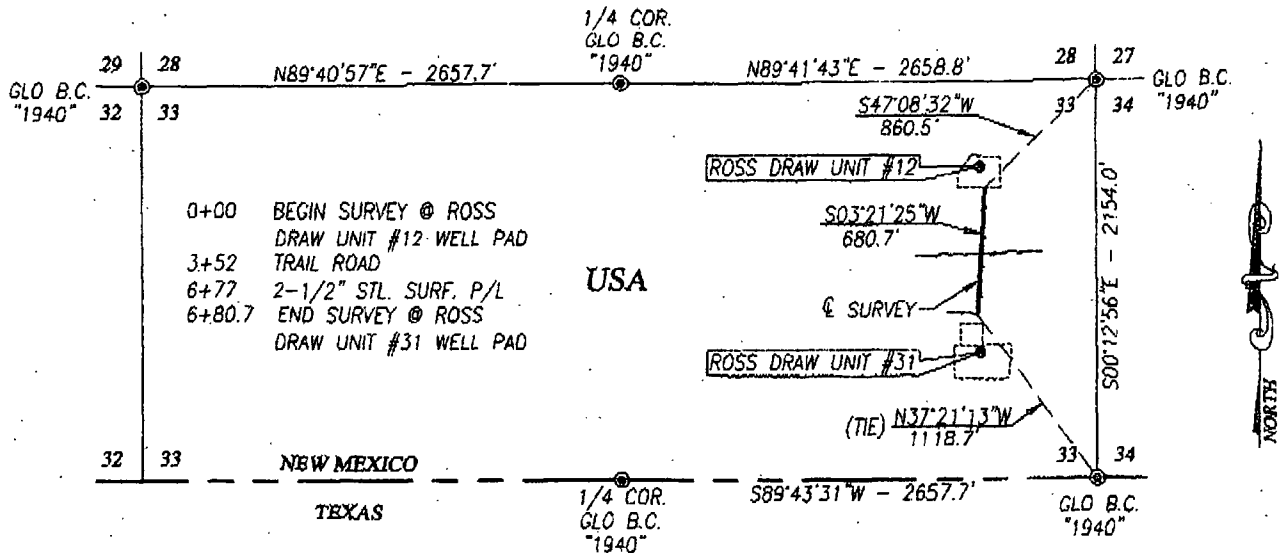 1/4 COR.
GLO B.C.
"1940"
29 28
N89°40'57"E - 2657.7'
N89°41'43"E - 2658.8'
28 27
GLO B.C.
"1940"
32 33
33 34
GLO B.C.
"1940"
S47°08'32"W
860.5'
ROSS DRAW UNIT #12
0+00 BEGIN SURVEY @ ROSS
DRAW UNIT #12 WELL PAD
3+52 TRAIL ROAD
6+77 2-1/2" STL. SURF. P/L
6+80.7 END SURVEY @ ROSS
DRAW UNIT #31 WELL PAD
USA
S03°21'25"W
680.7'
℄ SURVEY
S00°12'56"E - 2154.0'
ROSS DRAW UNIT #31
(TIE) N37°21'13"W
1118.7'
NORTH
32 33
NEW MEXICO
TEXAS
33 34
S89°43'31"W - 2657.7'
1/4 COR.
GLO B.C.
"1940"
GLO B.C.
"1940"